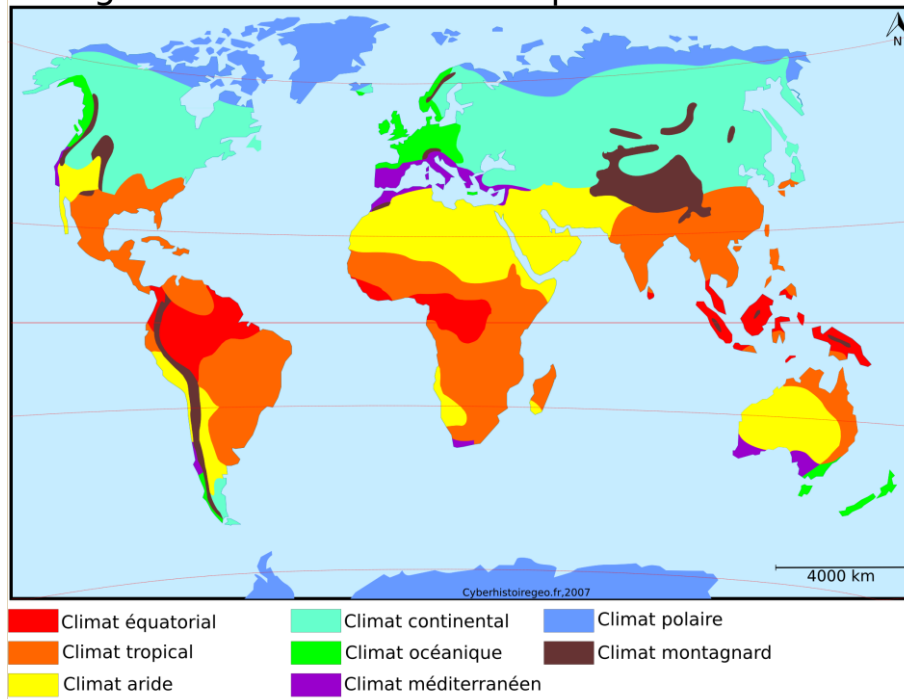 N
4000 km
Cyberhistoiregeo.fr,2007
Climat équatorial
Climat continental
Climat polaire
Climat tropical
Climat océanique
Climat montagnard
Climat aride
Climat méditerranéen